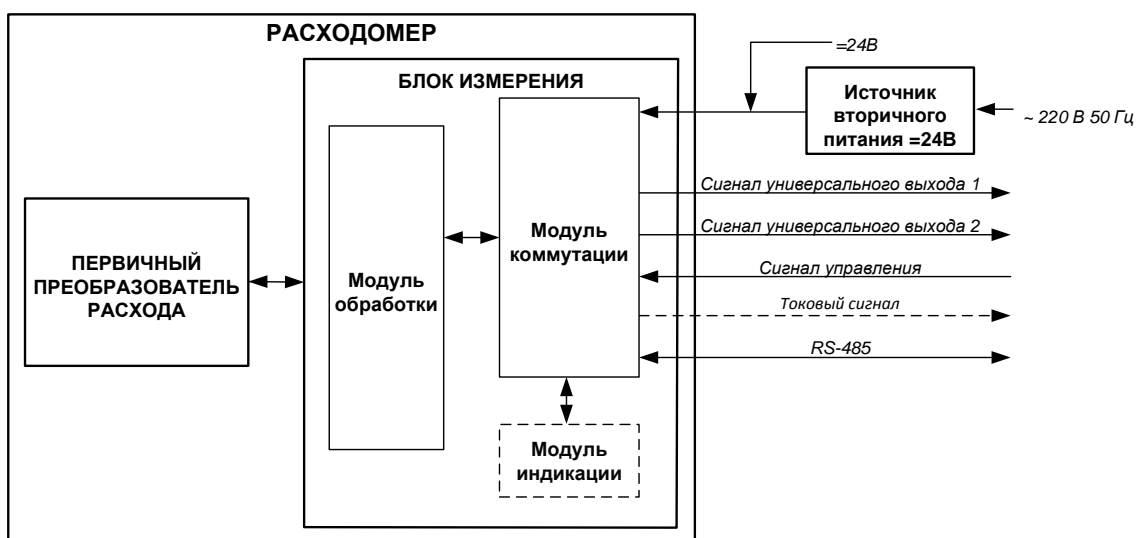 РАСХОДОМЕР
БЛОК ИЗМЕРЕНИЯ
ПЕРВИЧНЫЙ
ПРЕОБРАЗОВАТЕЛЬ
РАСХОДА
Модуль
обработки
Модуль
коммутации
Модуль
индикации
=24В
Источник
вторичного
питания =24В
~ 220 В 50 Гц
Сигнал универсального выхода 1
Сигнал универсального выхода 2
Сигнал управления
Токовый сигнал
RS-485